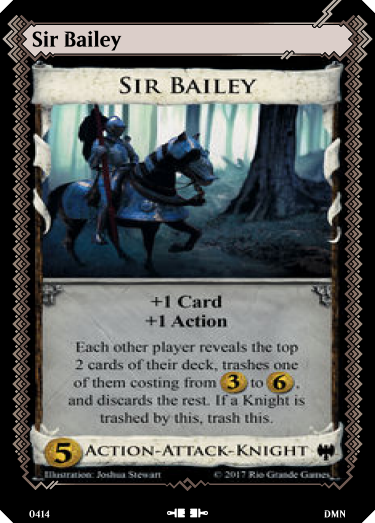 Sir Bailey
SIR BAILEY
+1 Card
+1 Action
Each other player reveals the top
2 cards of their deck, trashes one
of them costing from 3 to 6,
and discards the rest. If a Knight is
trashed by this, trash this.
5 ACTION-ATTACK-KNIGHT
Illustration: Joshua Stewart © 2017 Rio Grande Games
0414 DMN